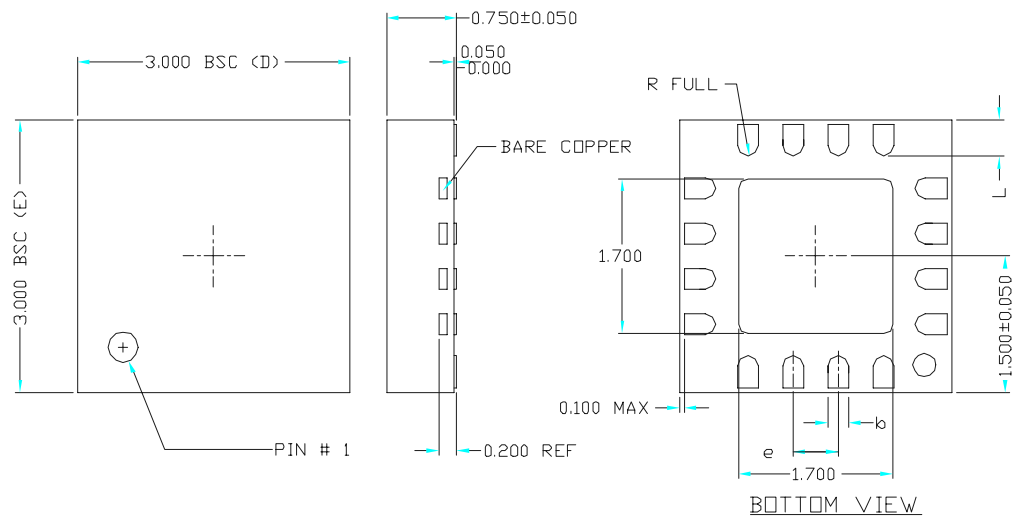 0.750±0.050
0.050
0.000
3.000 BSC (D)
R FULL
BARE COPPER
L
3.000 BSC (E)
1.700
1.500±0.050
0.100 MAX
b
PIN # 1
0.200 REF
e
1.700
BOTTOM VIEW